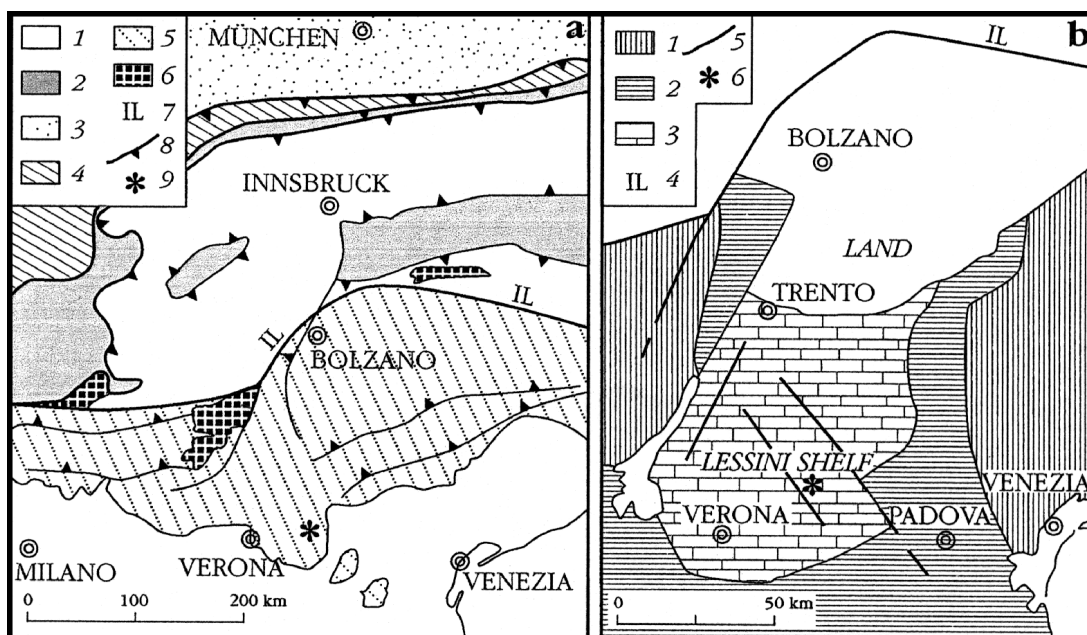 a
1
2
3
4
5
6
IL 7
8
9
MÜNCHEN
INNSBRUCK
IL
IL
BOLZANO
MILANO
VERONA
VENEZIA
0 100 200 km
b
1
2
3
IL 4
5
6
IL
BOLZANO
LAND
TRENTO
LESSINI SHELF
VENEZIA
VERONA
PADOVA
0 50 km